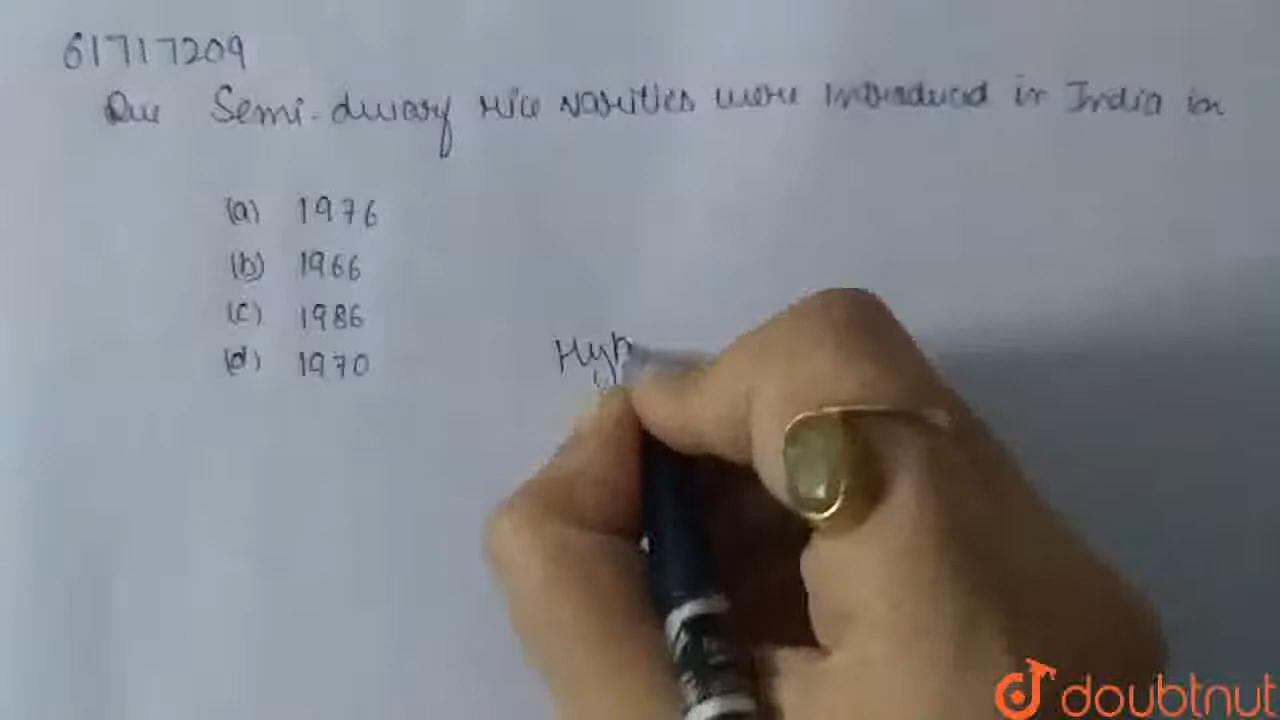 61717209
Que Semi-dwarf rice varities were introduced in India in
(a) 1976
(b) 1966
(c) 1986
(d) 1970
Hyb
doubtnut